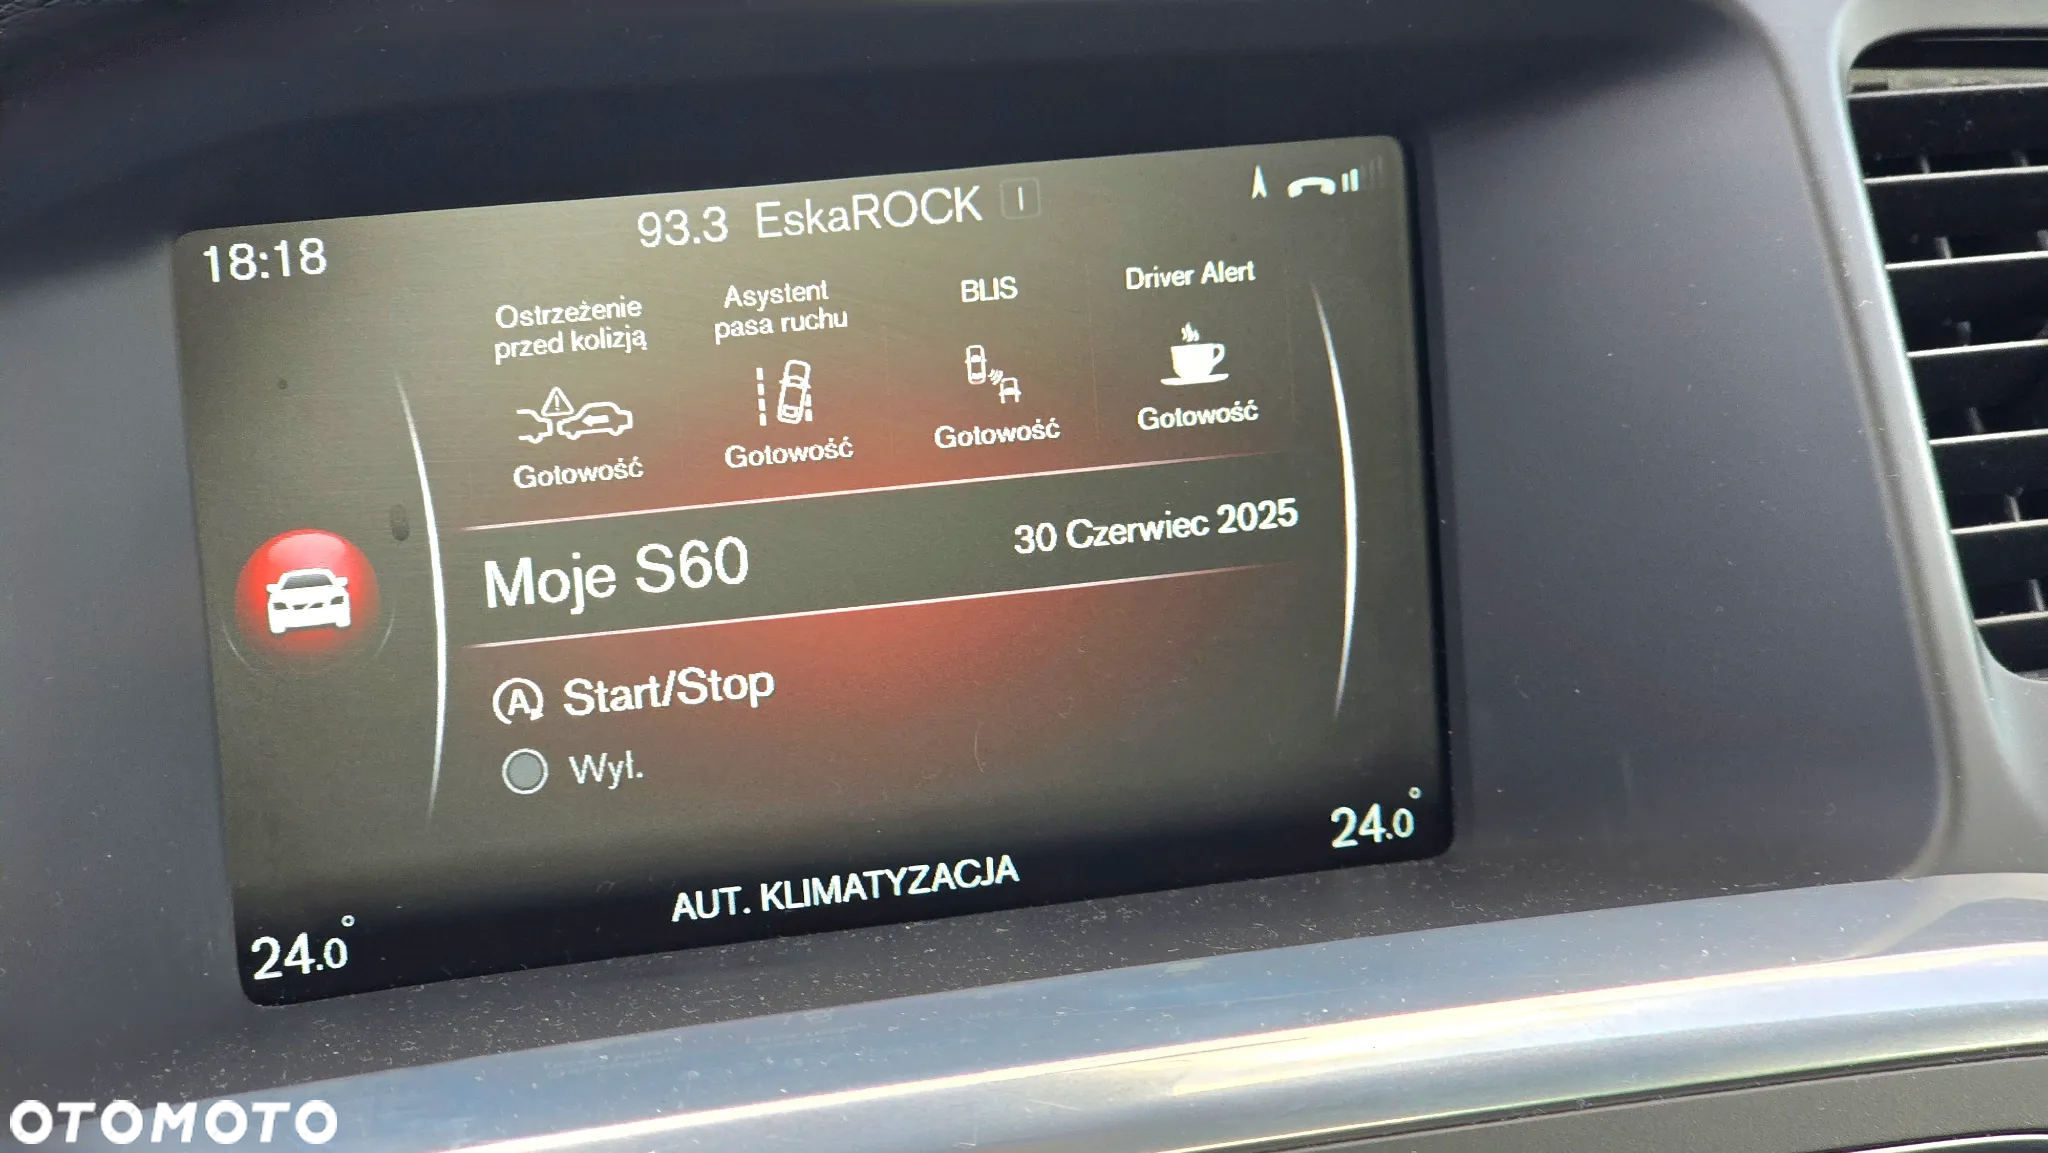 18:18
93.3 EskaROCK
Ostrzeżenie
przed kolizją
Gotowość
Asystent
pasa ruchu
Gotowość
BLIS
Gotowość
Driver Alert
Gotowość
Moje S60
30 Czerwiec 2025
A Start/Stop
Wył.
24.0°
AUT. KLIMATYZACJA
24.0°
OTOMOTO